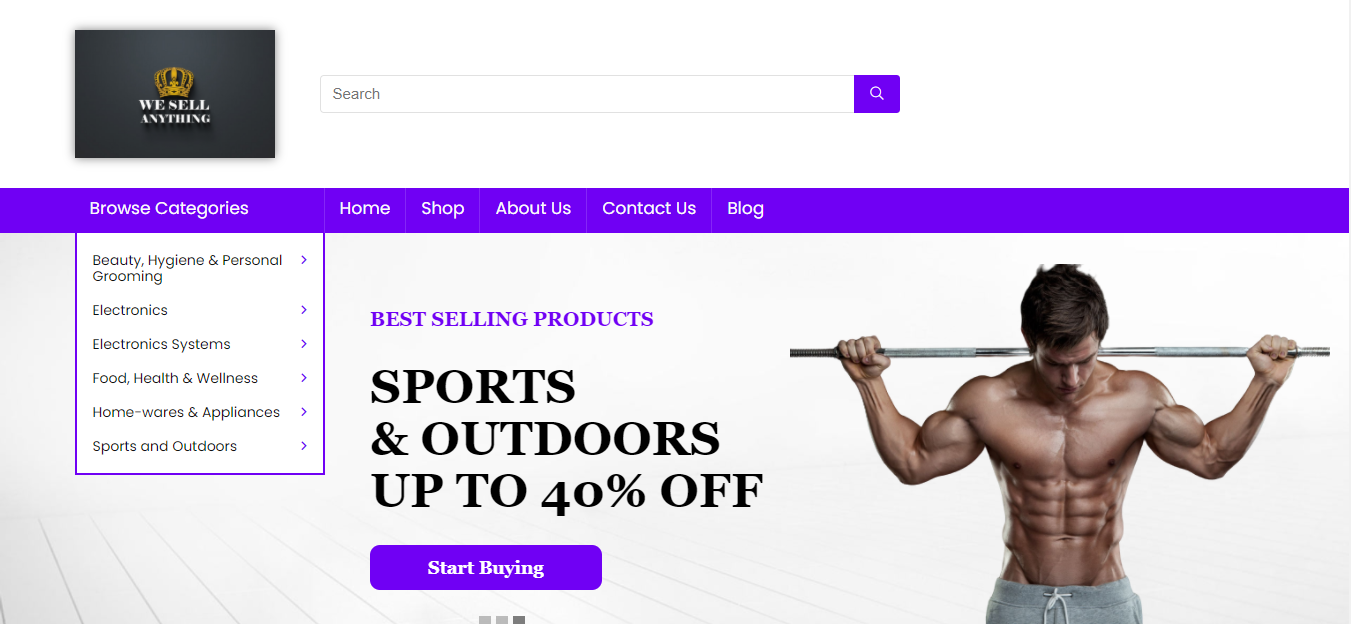 WE SELL
ANYTHING
Search
Browse Categories
Home
Shop
About Us
Contact Us
Blog
Beauty, Hygiene & Personal
Grooming
Electronics
Electronics Systems
Food, Health & Wellness
Home-wares & Appliances
Sports and Outdoors
BEST SELLING PRODUCTS
SPORTS
& OUTDOORS
UP TO 40% OFF
Start Buying